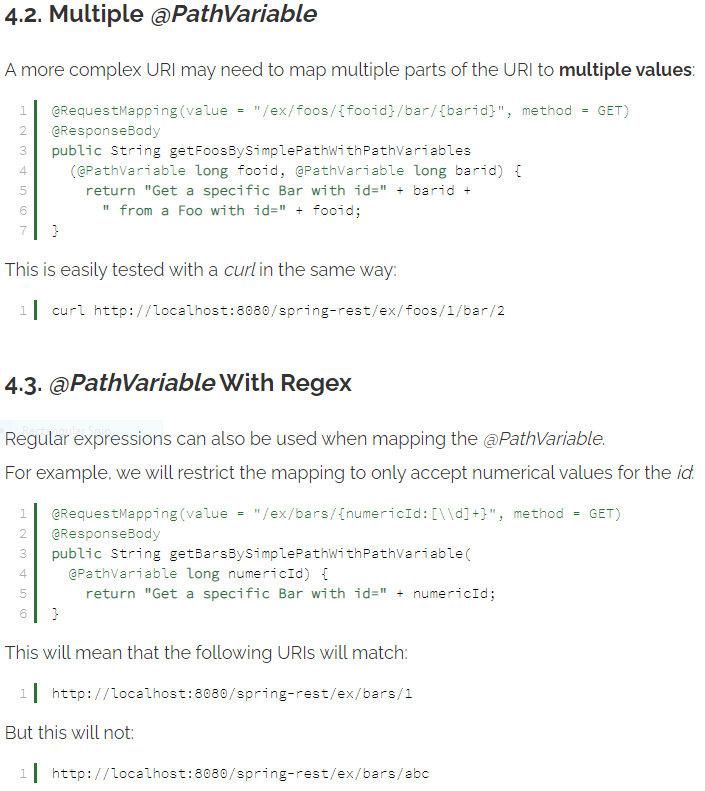 4.2. Multiple @PathVariable
A more complex URI may need to map multiple parts of the URI to multiple values:
1 @RequestMapping(value = "/ex/foos/{fooid}/bar/{barid}", method = GET)
2 @ResponseBody
3 public String getFoosBySimplePathWithPathVariables
4 (@PathVariable long fooid, @PathVariable long barid) {
5 return "Get a specific Bar with id=" + barid +
6 " from a Foo with id=" + fooid;
7 }
This is easily tested with a curl in the same way:
1 curl http://localhost:8080/spring-rest/ex/foos/1/bar/2
4.3. @PathVariable With Regex
Regular expressions can also be used when mapping the @PathVariable.
For example, we will restrict the mapping to only accept numerical values for the id.
1 @RequestMapping(value = "/ex/bars/{numericId:[\\d]+}", method = GET)
2 @ResponseBody
3 public String getBarsBySimplePathWithPathVariable(
4 @PathVariable long numericId) {
5 return "Get a specific Bar with id=" + numericId;
6 }
This will mean that the following URIs will match:
1 http://localhost:8080/spring-rest/ex/bars/1
But this will not:
1 http://localhost:8080/spring-rest/ex/bars/abc